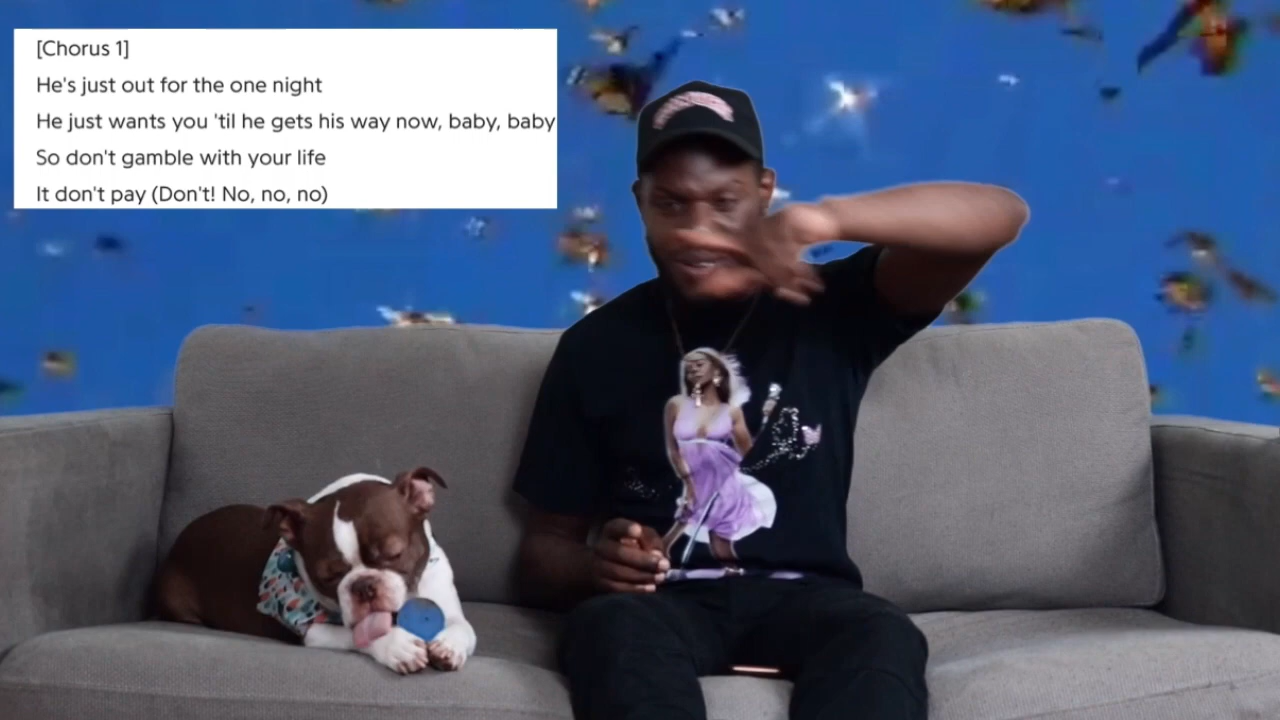 [Chorus 1]
He's just out for the one night
He just wants you 'til he gets his way now, baby, baby
So don't gamble with your life
It don't pay (Don't! No, no, no)